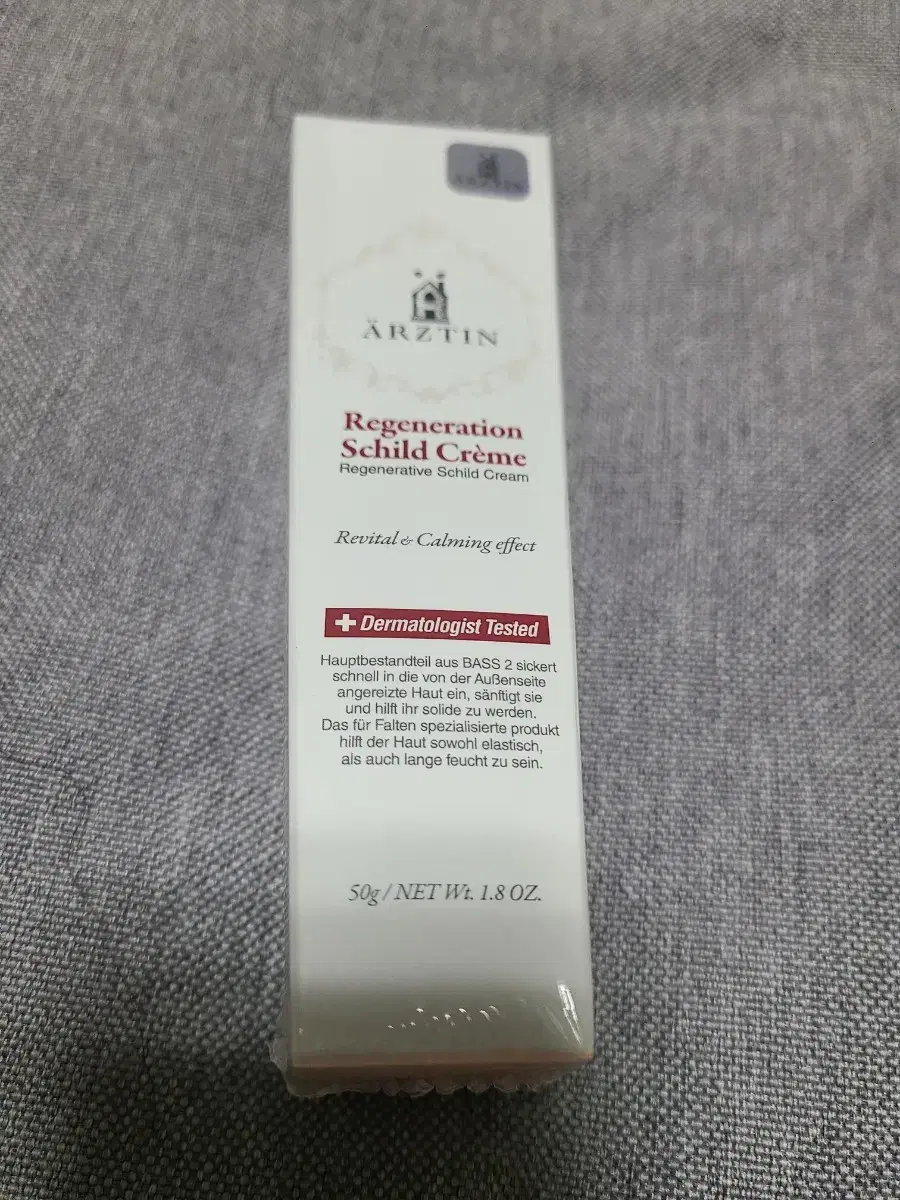 ÄRZTIN
ÄRZTIN
Regeneration
Schild Crème
Regenerative Schild Cream
Revital & Calming effect
Dermatologist Tested
Hauptbestandteil aus BASS 2 sickert
schnell in die von der Außenseite
angereizte Haut ein, sänftigt sie
und hilft ihr solide zu werden.
Das für Falten spezialisierte produkt
hilft der Haut sowohl elastisch,
als auch lange feucht zu sein.
50g / NET Wt. 1.8 OZ.